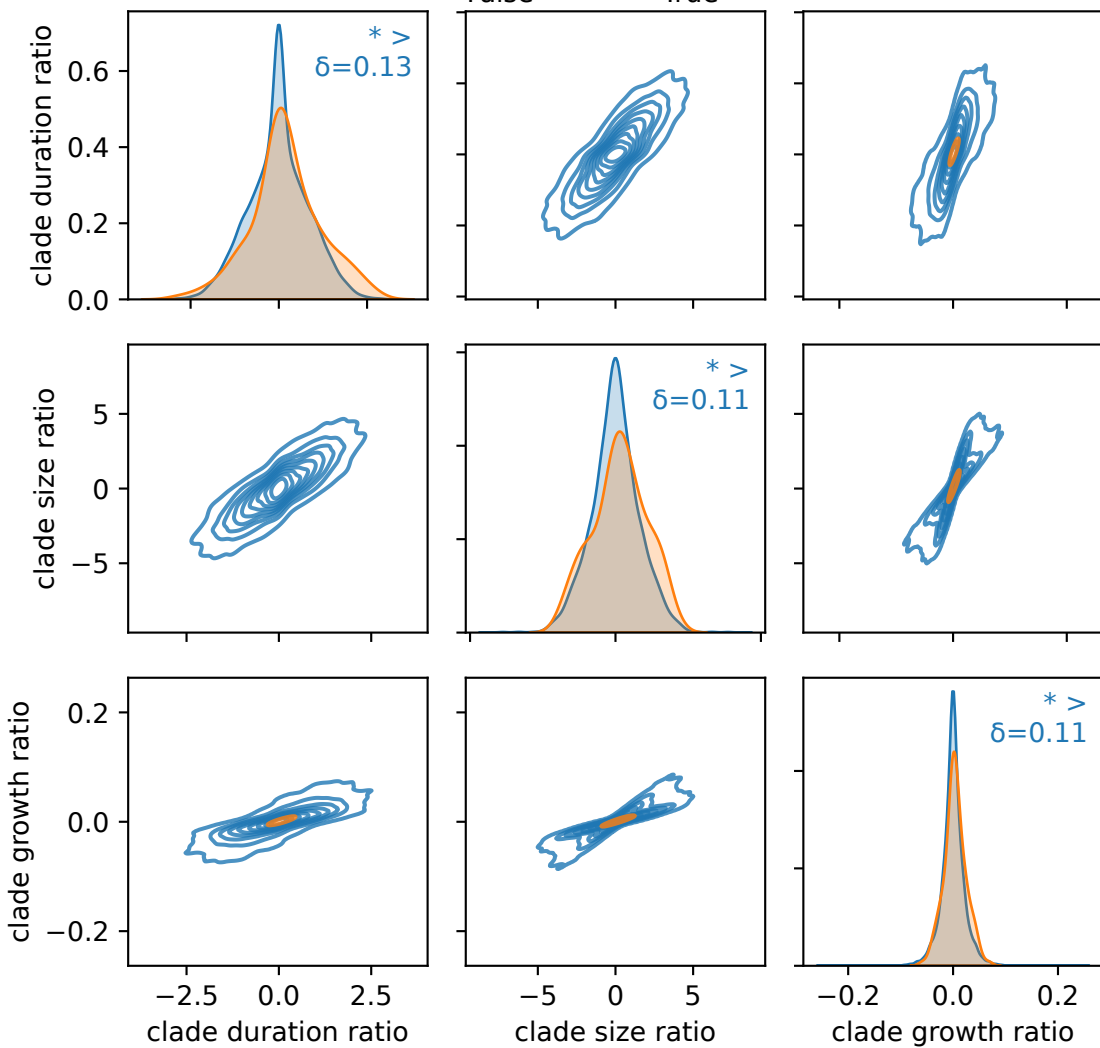 True
clade duration ratio
0.6
0.4
0.2
0.0
* >
δ=0.13
clade size ratio
5
0
−5
* >
δ=0.11
clade growth ratio
0.2
0.0
−0.2
* >
δ=0.11
−2.5 0.0 2.5
−5 0 5
−0.2 0.0 0.2
clade duration ratio
clade size ratio
clade growth ratio